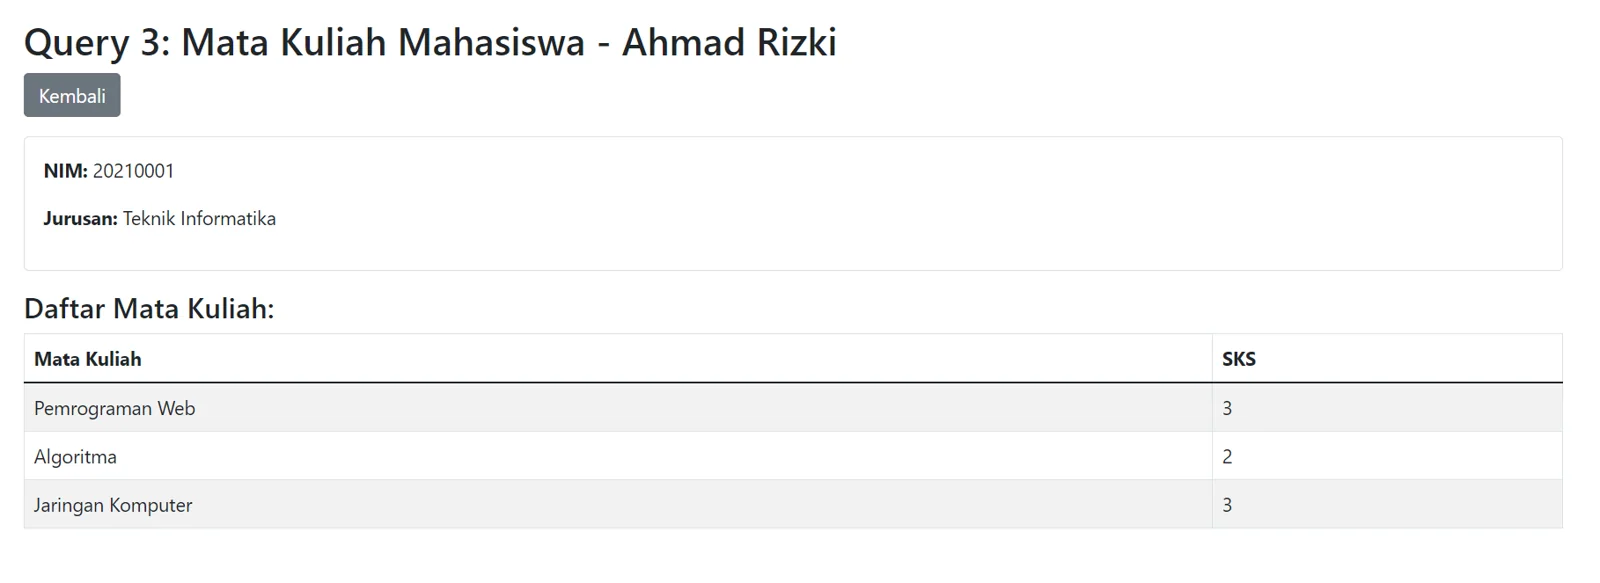 Query 3: Mata Kuliah Mahasiswa - Ahmad Rizki
Kembali
NIM: 20210001
Jurusan: Teknik Informatika
Daftar Mata Kuliah:
Mata Kuliah SKS
Pemrograman Web 3
Algoritma 2
Jaringan Komputer 3